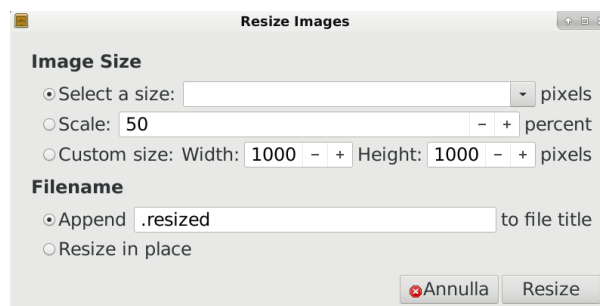 Resize Images
Image Size
Select a size: pixels
Scale: 50 - + percent
Custom size: Width: 1000 - + Height: 1000 - + pixels
Filename
Append .resized to file title
Resize in place
Annulla Resize